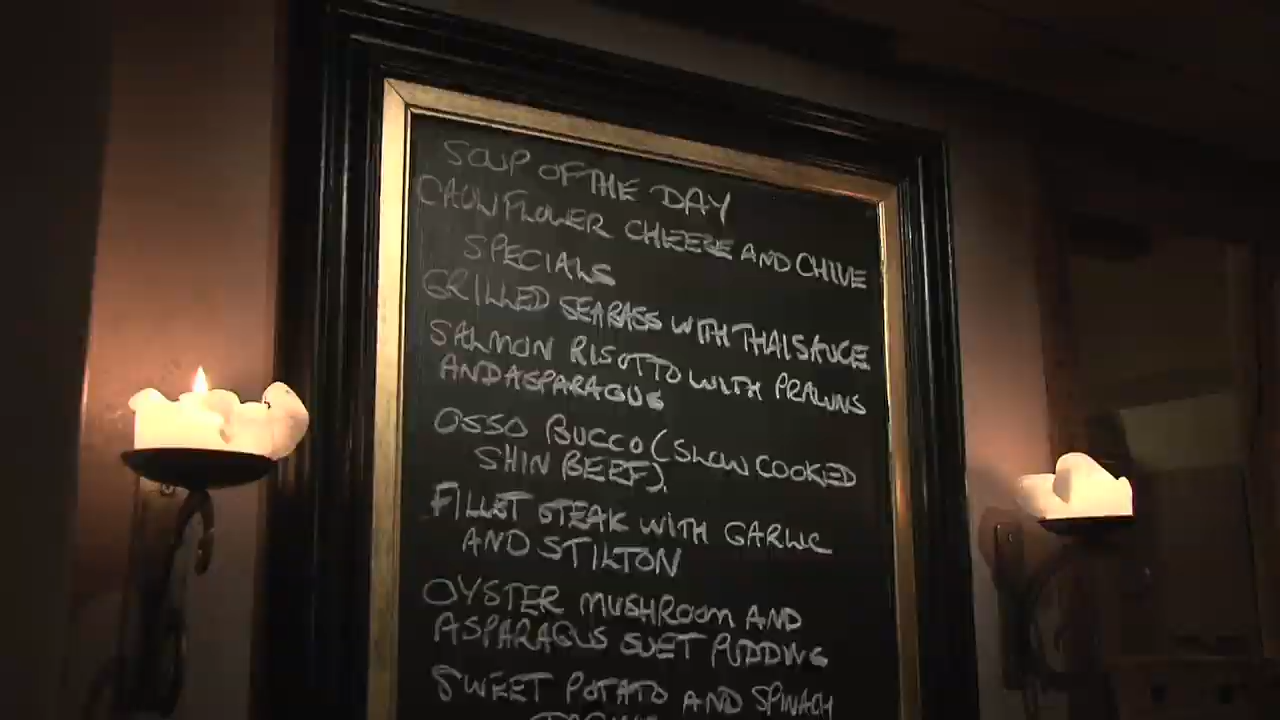 SOUP OF THE DAY
CAULIFLOWER CHEESE AND CHIVE
SPECIALS
GRILLED SEABASS WITH THAI SAUCE
SALMON RISOTTO WITH PRAWNS
AND ASPARAGUS
OSSO BUCCO (SLOW COOKED
SHIN BEEF).
FILLET STEAK WITH GARLIC
AND STILTON
OYSTER MUSHROOM AND
ASPARAGUS SUET PUDDING
SWEET POTATO AND SPINACH